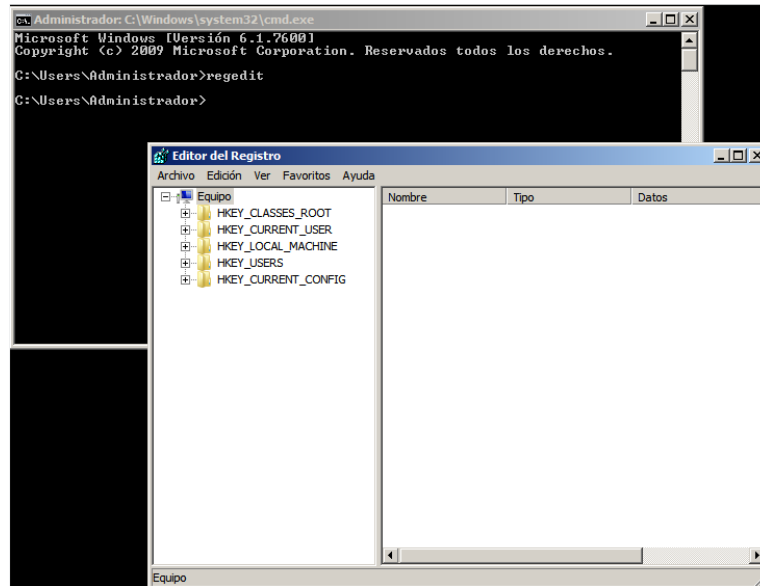 Administrador: C:\Windows\system32\cmd.exe
Microsoft Windows [Versión 6.1.7600]
Copyright (c) 2009 Microsoft Corporation. Reservados todos los derechos.
C:\Users\Administrador>regedit
C:\Users\Administrador>
Editor del Registro
Archivo Edición Ver Favoritos Ayuda
Equipo
HKEY_CLASSES_ROOT
HKEY_CURRENT_USER
HKEY_LOCAL_MACHINE
HKEY_USERS
HKEY_CURRENT_CONFIG
Nombre Tipo Datos
Equipo